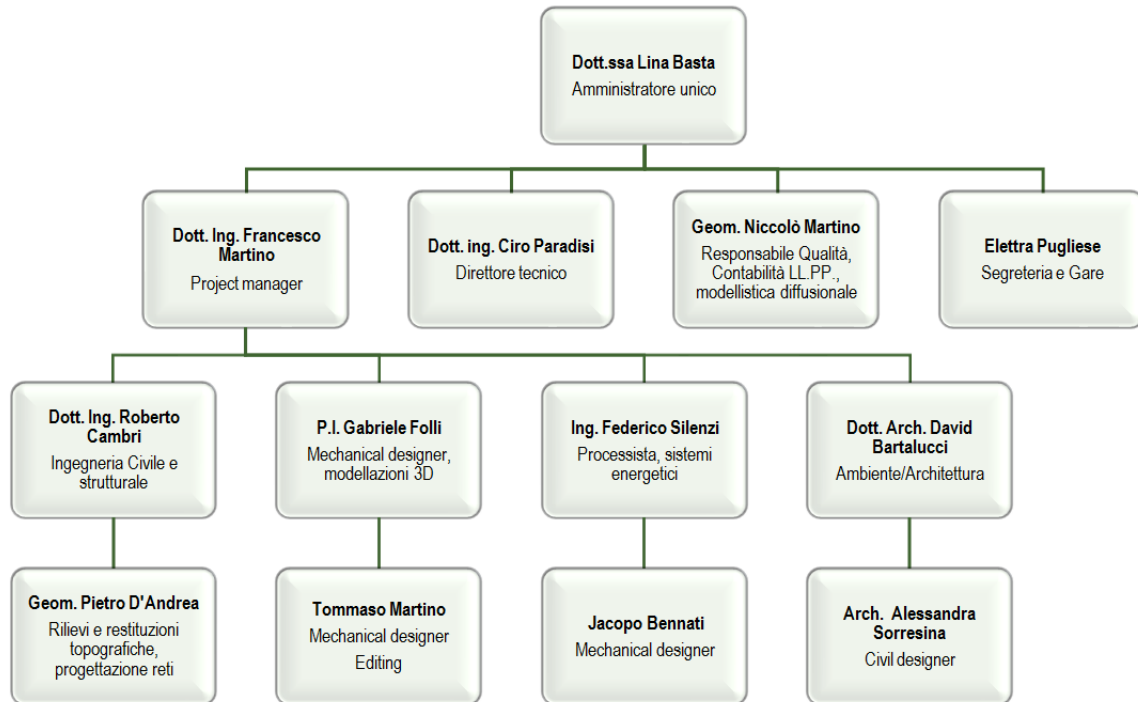 Dott.ssa Lina Basta
Amministratore unico
Dott. Ing. Francesco
Martino
Project manager
Dott. ing. Ciro Paradisi
Direttore tecnico
Geom. Niccolò Martino
Responsabile Qualità,
Contabilità LL.PP.,
modellistica diffusionale
Elettra Pugliese
Segreteria e Gare
Dott. Ing. Roberto
Cambri
Ingegneria Civile e
strutturale
P.I. Gabriele Folli
Mechanical designer,
modellazioni 3D
Ing. Federico Silenzi
Processista, sistemi
energetici
Dott. Arch. David
Bartalucci
Ambiente/Architettura
Geom. Pietro D'Andrea
Rilievi e restituzioni
topografiche,
progettazione reti
Tommaso Martino
Mechanical designer
Editing
Jacopo Bennati
Mechanical designer
Arch. Alessandra
Sorresina
Civil designer